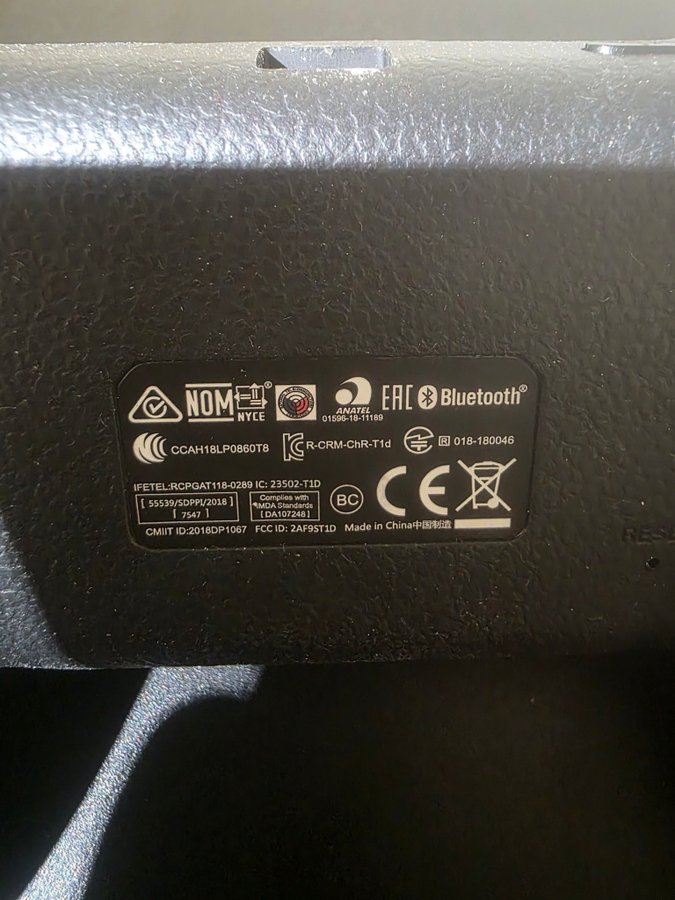 NOM NYCE®
ANATEL
01596-18-11189
EAC Bluetooth®
CCAH18LP0860T8 R-CRM-ChR-T1d R 018-180046
IFETEL:RCPGAT118-0289 IC: 23502-T1D
[ 55539/SDPPI/2018 ]
[ 7547 ]
Complies with
IMDA Standards
[DA107248]
BC
CE
CMIIT ID:2018DP1067 FCC ID: 2AF9ST1D Made in China中国制造